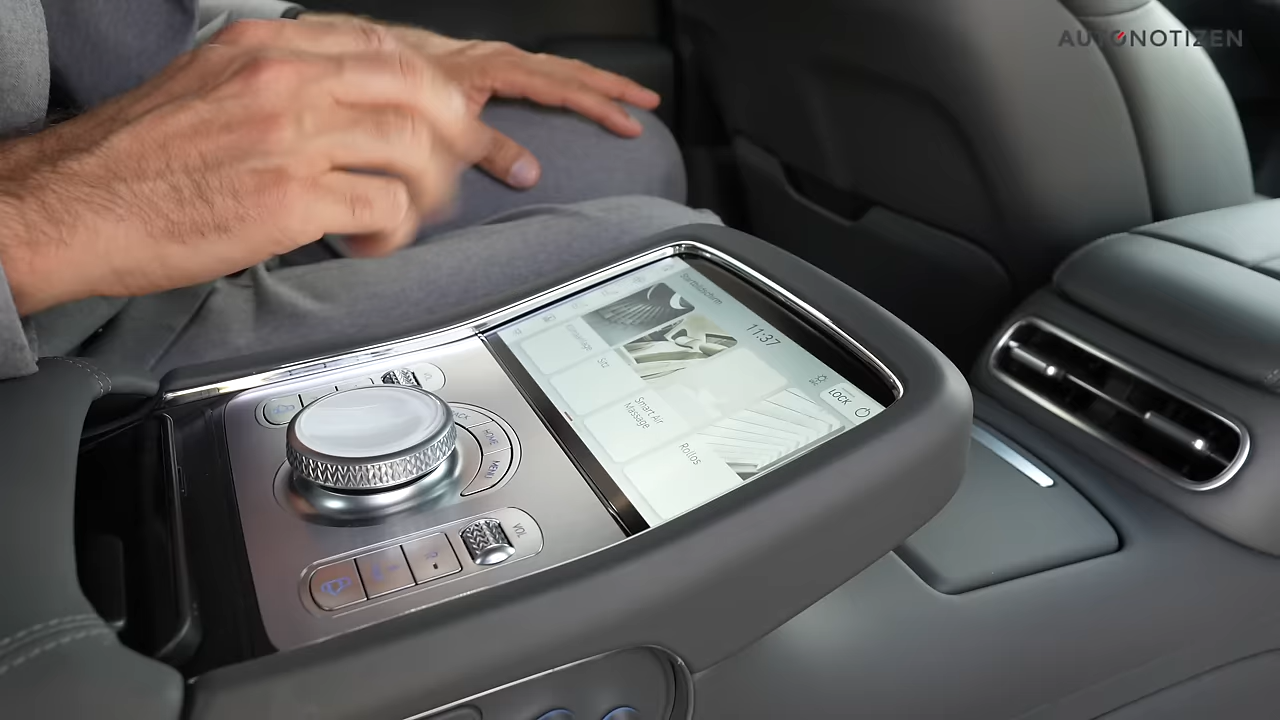 AUTONOTIZEN
Startbildschirm
11:37
Sitz
Smart Air
Massage
LOCK
Rollos
HOME
MENU
VOL